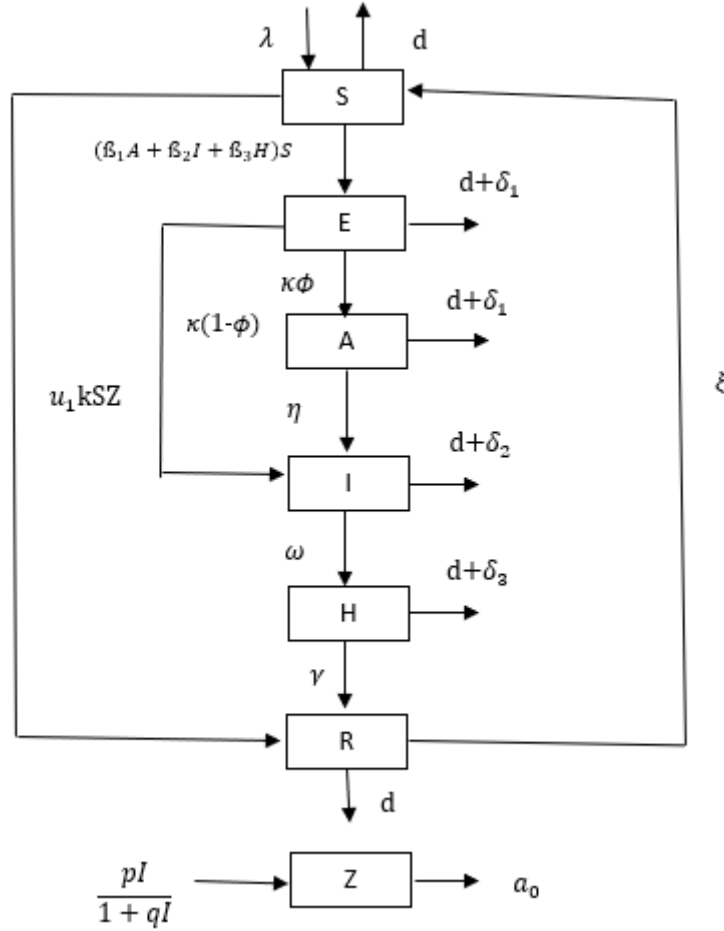 λ
d
S
(ß₁A + ß₂I + ß₃H)S
d+δ₁
E
κϕ
d+δ₁
κ(1-ϕ)
A
u₁kSZ
ξ
η
d+δ₂
I
ω
d+δ₃
H
γ
R
d
pI
1 + qI
Z
a₀